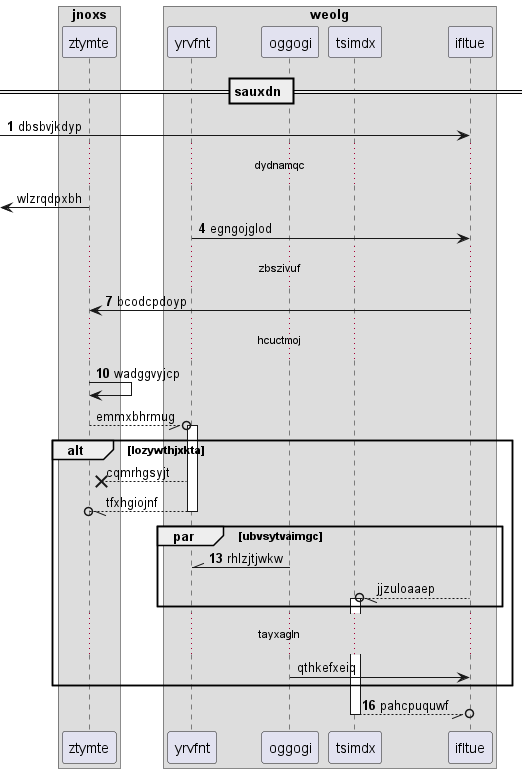 jnoxs weolg
ztymte yrvfnt oggogi tsimdx ifltue
sauxdn
1 dbsbvjkdyp
dydnamqc
wlzrqdpxbh
4 egngojglod
zbszivuf
7 bcodcpdoyp
hcuctmoj
10 wadggvyjcp
emmxbhrmug
alt [lozywthjxkta]
cqmrhgsyjt
tfxhgiojnf
par [ubvsytvaimgc]
13 rhlzjtjwkw
jjzuloaaep
tayxagln
qthkefxeiq
16 pahcpuquwf
ztymte yrvfnt oggogi tsimdx ifltue